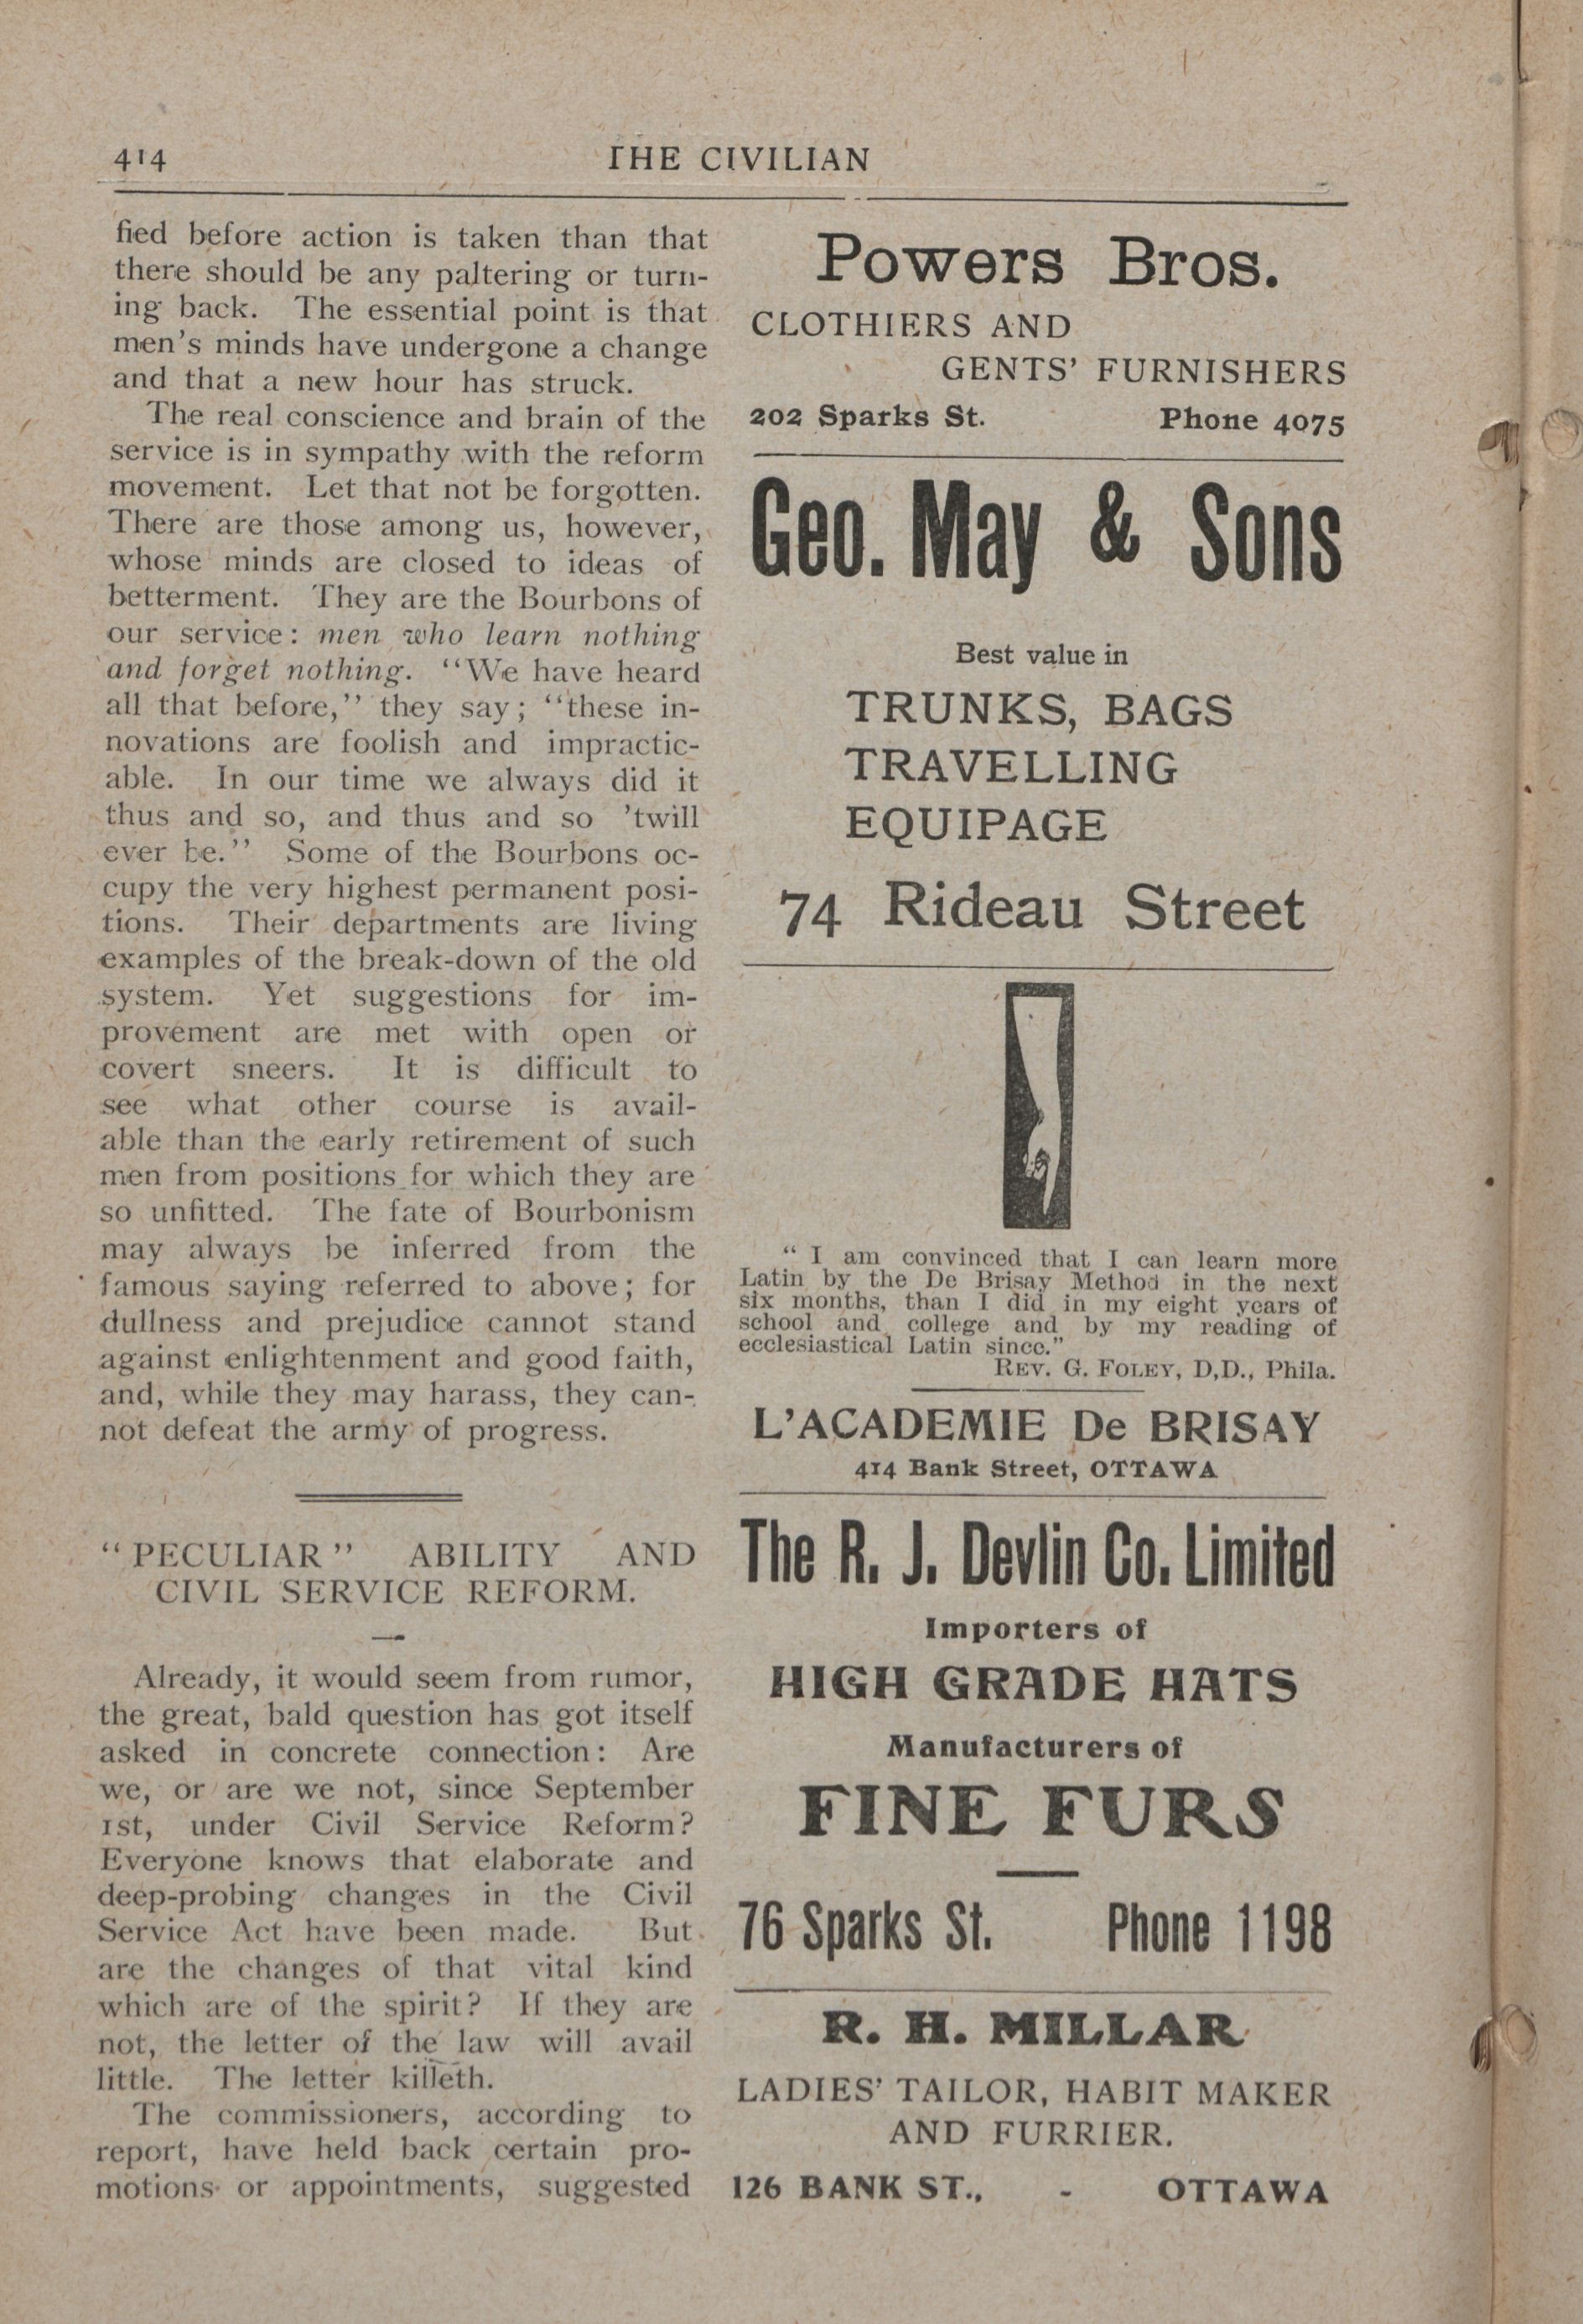 414
THE CIVILIAN
fied before action is taken than that
there should be any paltering or turn-
ing back. The essential point is that
men's minds have undergone a change
and that a new hour has struck.
The real conscience and brain of the
service is in sympathy with the reform
movement. Let that not be forgotten.
There are those among us, however,
whose minds are closed to ideas of
betterment. They are the Bourbons of
our service: men who learn nothing
and forget nothing. "We have heard
all that before," they say; "these in-
novations are foolish and impractic-
able. In our time we always did it
thus and so, and thus and so 'twill
ever be." Some of the Bourbons oc-
cupy the very highest permanent posi-
tions. Their departments are living
examples of the break-down of the old
system. Yet suggestions for im-
provement are met with open or
covert sneers. It is difficult to
see what other course is avail-
able than the early retirement of such
men from positions for which they are
so unfitted. The fate of Bourbonism
may always be inferred from the
famous saying referred to above; for
dullness and prejudice cannot stand
against enlightenment and good faith,
and, while they may harass, they can-
not defeat the army of progress.
"PECULIAR" ABILITY AND
CIVIL SERVICE REFORM.
Already, it would seem from rumor,
the great, bald question has got itself
asked in concrete connection: Are
we, or are we not, since September
1st, under Civil Service Reform?
Everyone knows that elaborate and
deep-probing changes in the Civil
Service Act have been made. But
are the changes of that vital kind
which are of the spirit? If they are
not, the letter of the law will avail
little. The letter killeth.
The commissioners, according to
report, have held back certain pro-
motions or appointments, suggested
Powers Bros.
CLOTHIERS AND
GENTS' FURNISHERS
202 Sparks St. Phone 4075
Geo. May & Sons
Best value in
TRUNKS, BAGS
TRAVELLING
EQUIPAGE
74 Rideau Street
"I am convinced that I can learn more
Latin by the De Brisay Method in the next
six months, than I did in my eight years of
school and college and by my reading of
ecclesiastical Latin since."
REV. G. FOLEY, D,D., Phila.
L'ACADEMIE De BRISAY
414 Bank Street, OTTAWA
The R. J. Devlin Co. Limited
Importers of
HIGH GRADE HATS
Manufacturers of
FINE FURS
76 Sparks St. Phone 1198
R. H. MILLAR
LADIES' TAILOR, HABIT MAKER
AND FURRIER.
126 BANK ST., - OTTAWA